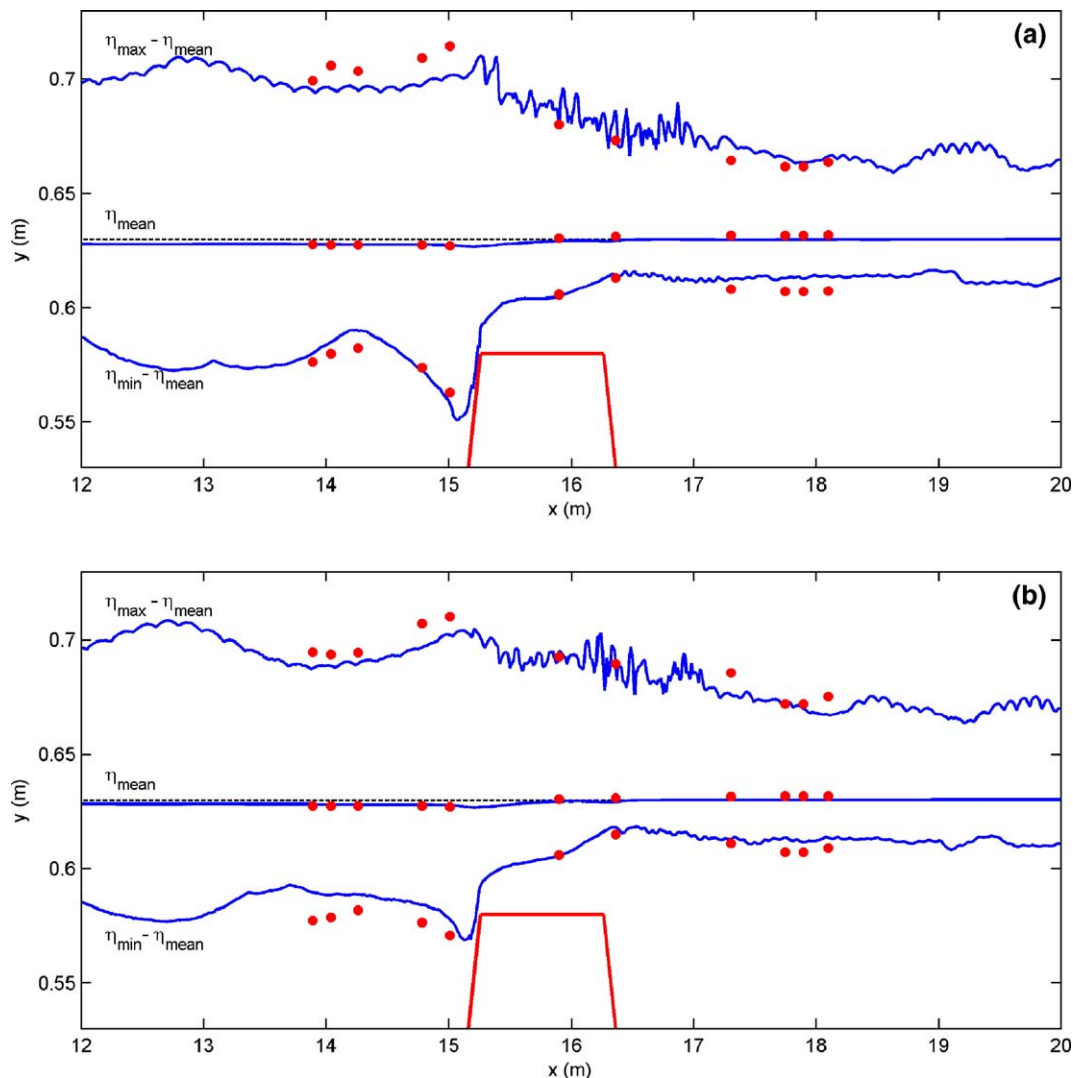 (a)
η_max - η_mean
η_mean
η_min - η_mean
y (m)
0.7
0.65
0.6
0.55
12 13 14 15 16 17 18 19 20
x (m)
(b)
η_max - η_mean
η_mean
η_min - η_mean
y (m)
0.7
0.65
0.6
0.55
12 13 14 15 16 17 18 19 20
x (m)